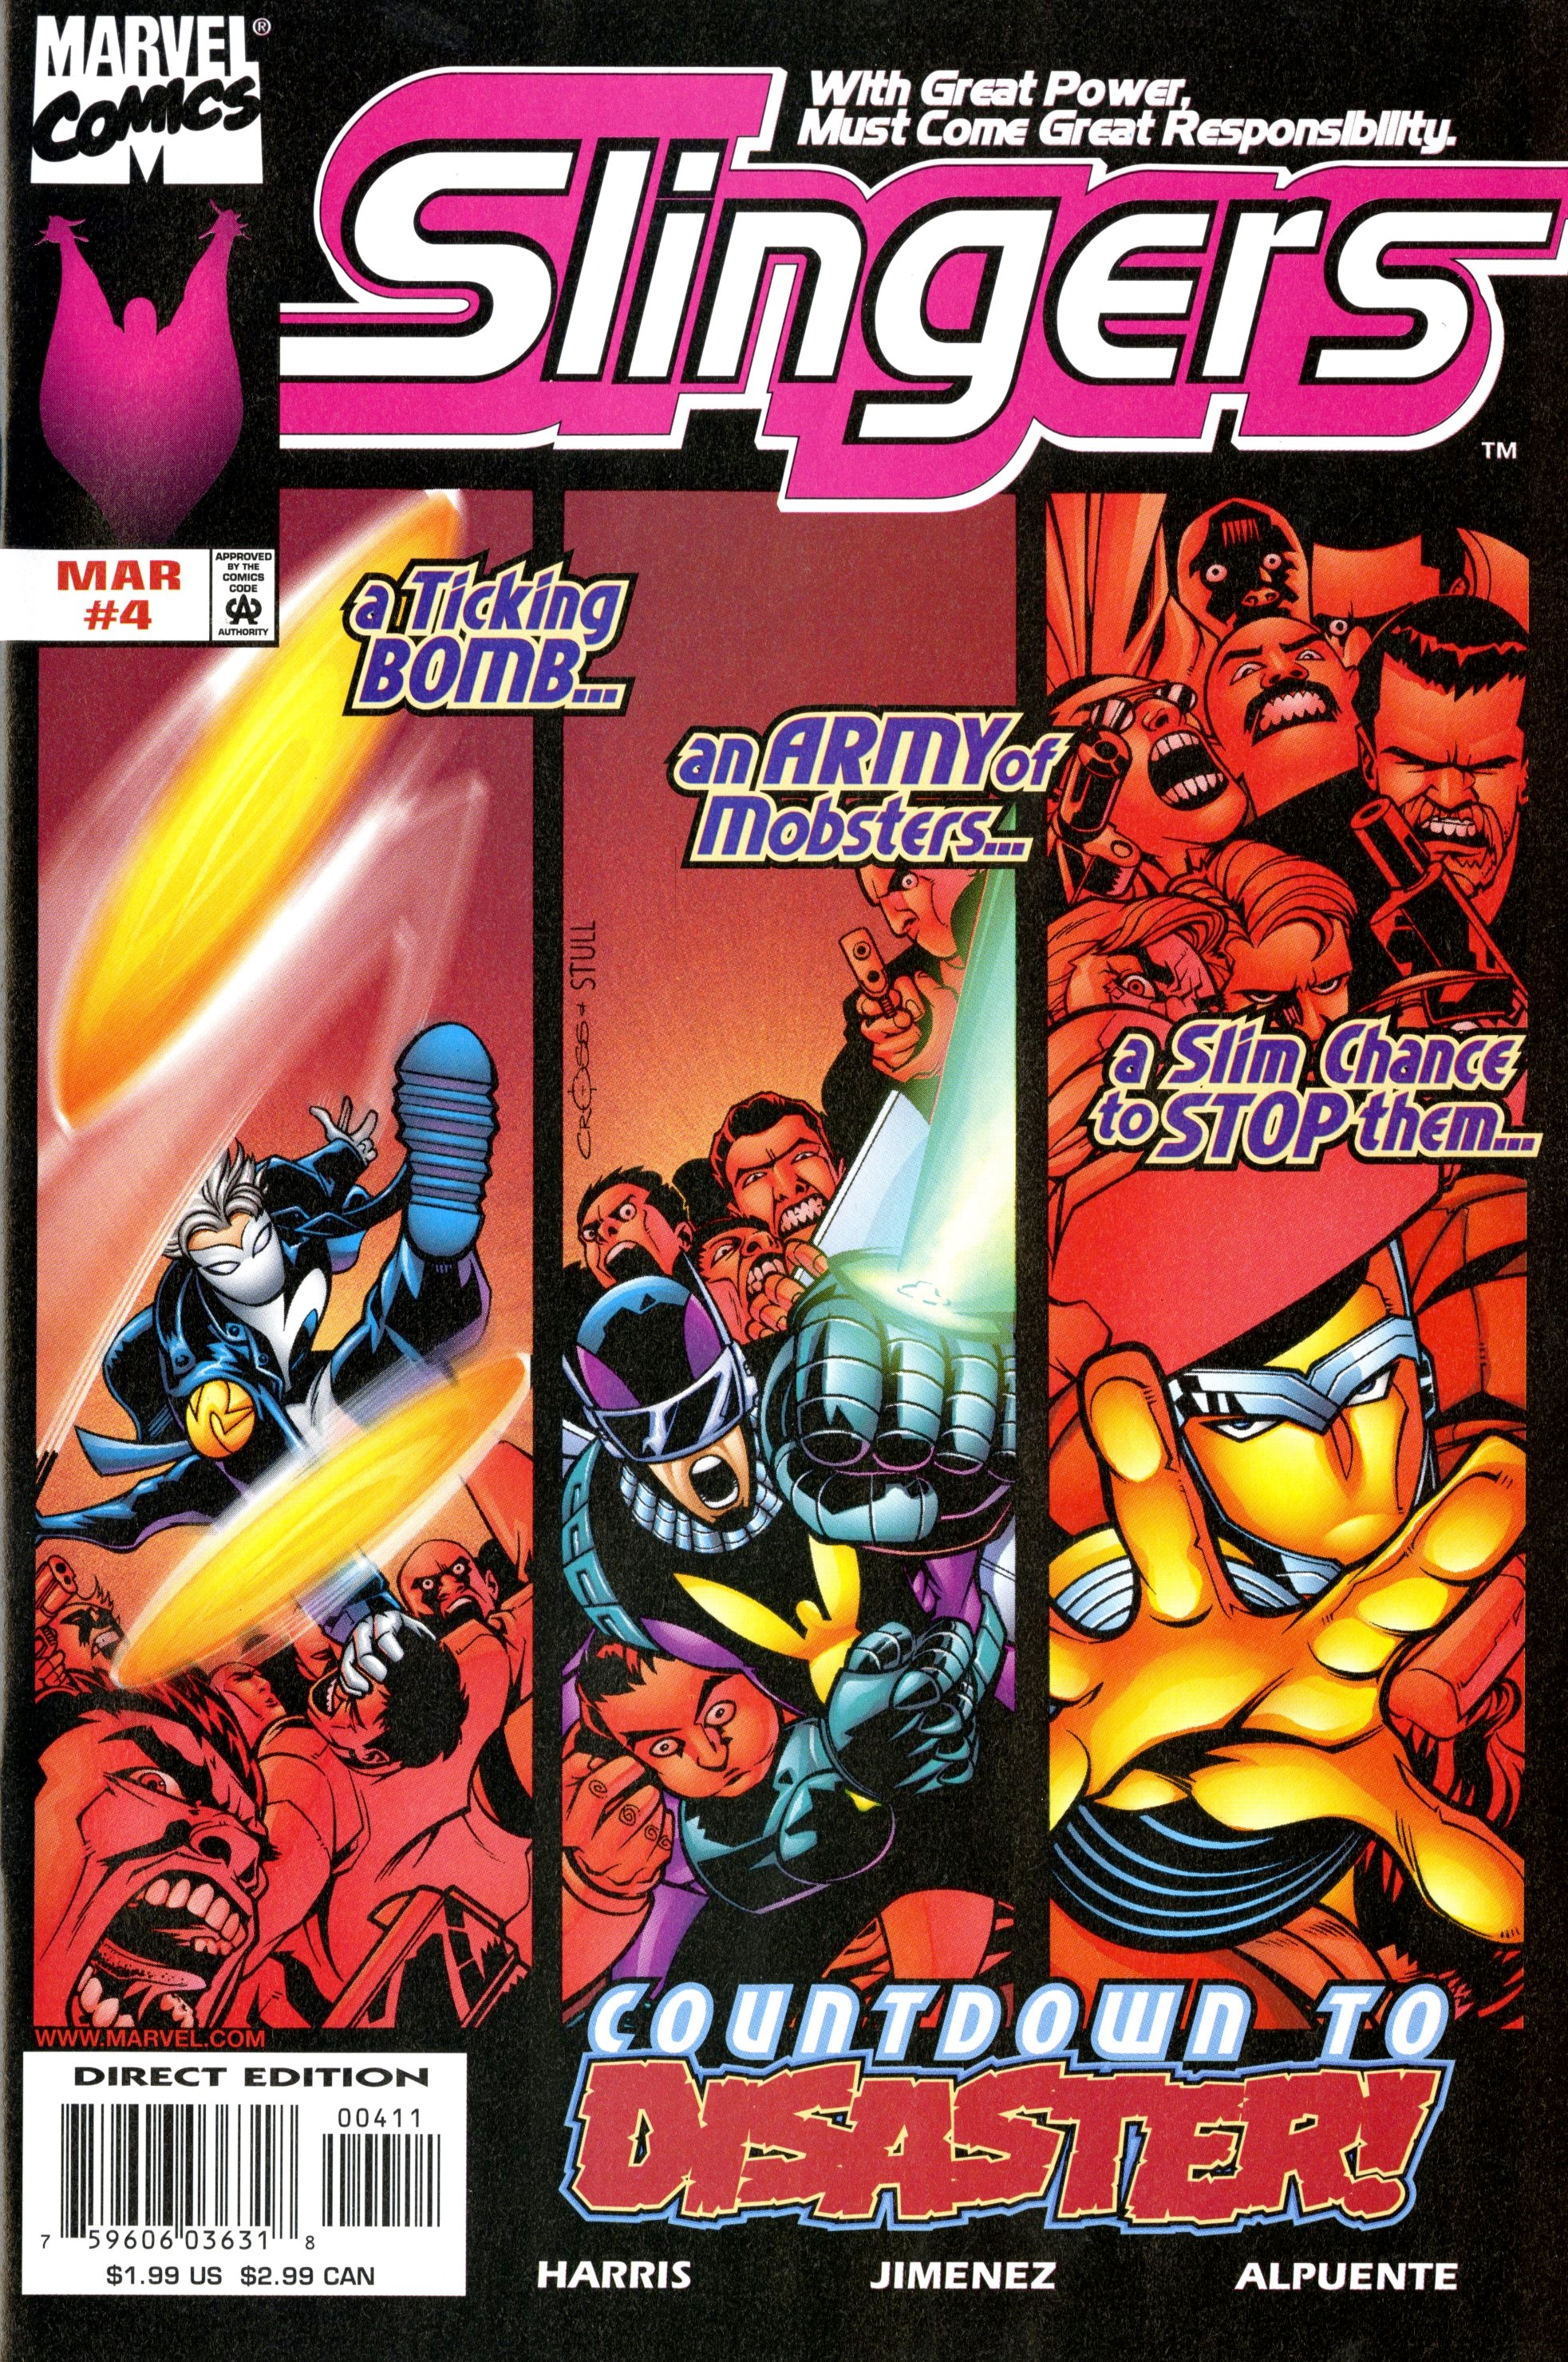 MARVEL®
COMICS
M
With Great Power,
Must Come Great Responsibility.
Slingers
TM
MAR
#4
APPROVED
BY THE
COMICS
CODE
CA
AUTHORITY
a Ticking
BOMB...
an ARMY of
Mobsters...
a Slim Chance
to STOP them...
CROSS + STULL
WWW.MARVEL.COM
COUNTDOWN TO
DISASTER!
DIRECT EDITION
00411
7 59606 03631 8
$1.99 US $2.99 CAN
HARRIS JIMENEZ ALPUENTE